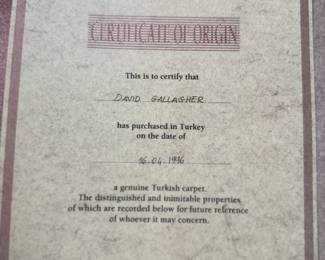 CERTIFICATE OF ORIGIN
This is to certify that
DAVID GALLAGHER
has purchased in Turkey
on the date of
16.04.1996
a genuine Turkish carpet.
The distinguished and inimitable properties
of which are recorded below for future reference
of whoever it may concern.